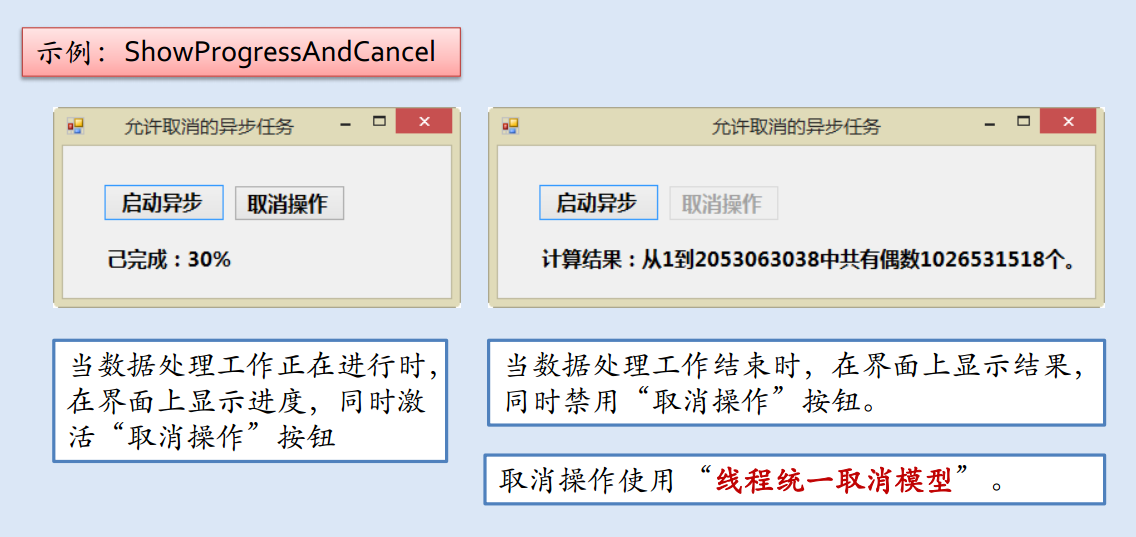 示例：ShowProgressAndCancel
允许取消的异步任务
启动异步 取消操作
己完成：30%
允许取消的异步任务
启动异步 取消操作
计算结果：从1到2053063038中共有偶数1026531518个。
当数据处理工作正在进行时，
在界面上显示进度，同时激
活“取消操作”按钮
当数据处理工作结束时，在界面上显示结果，
同时禁用“取消操作”按钮。
取消操作使用 “线程统一取消模型” 。